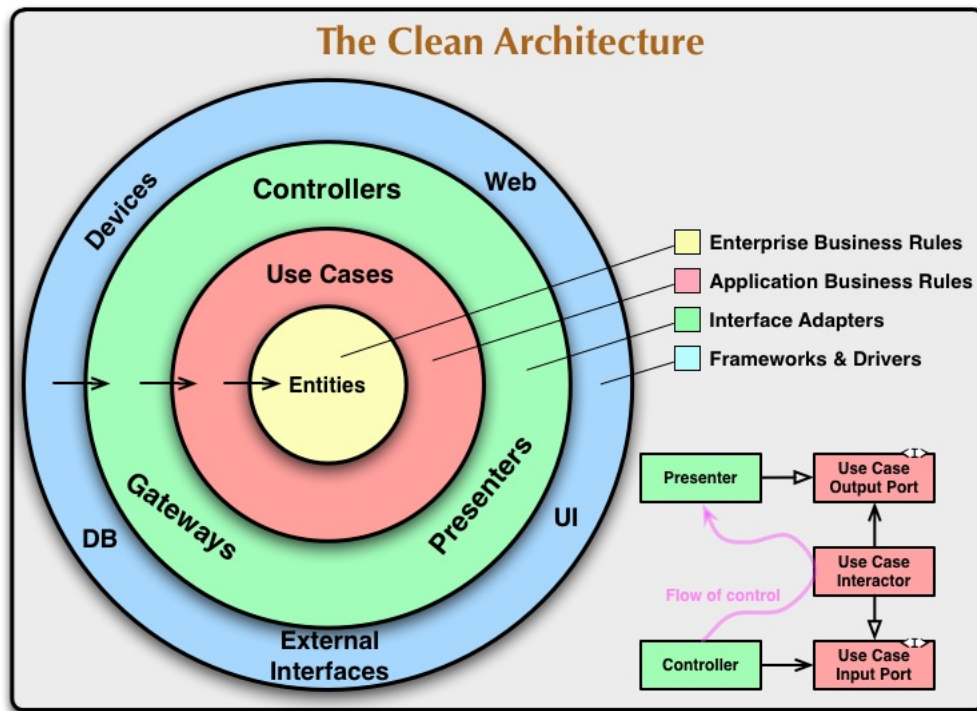 The Clean Architecture
Devices
Controllers
Web
Use Cases
Entities
Gateways
Presenters
DB
UI
External
Interfaces
Enterprise Business Rules
Application Business Rules
Interface Adapters
Frameworks & Drivers
Presenter
<I>
Use Case
Output Port
Flow of control
Use Case
Interactor
Controller
<I>
Use Case
Input Port